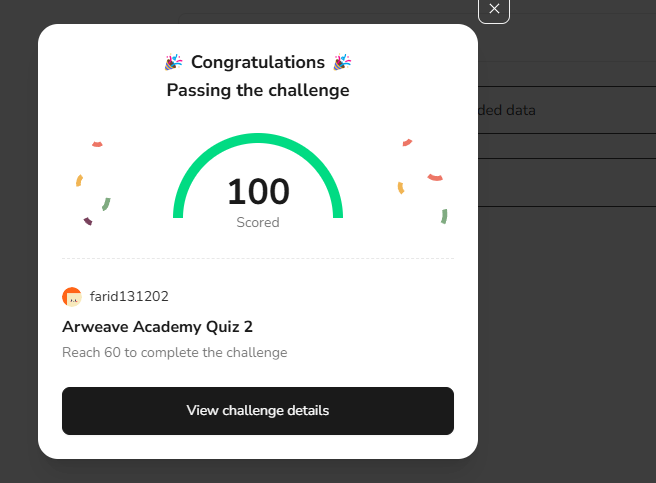 Congratulations
Passing the challenge
ded data
100
Scored
farid131202
Arweave Academy Quiz 2
Reach 60 to complete the challenge
View challenge details